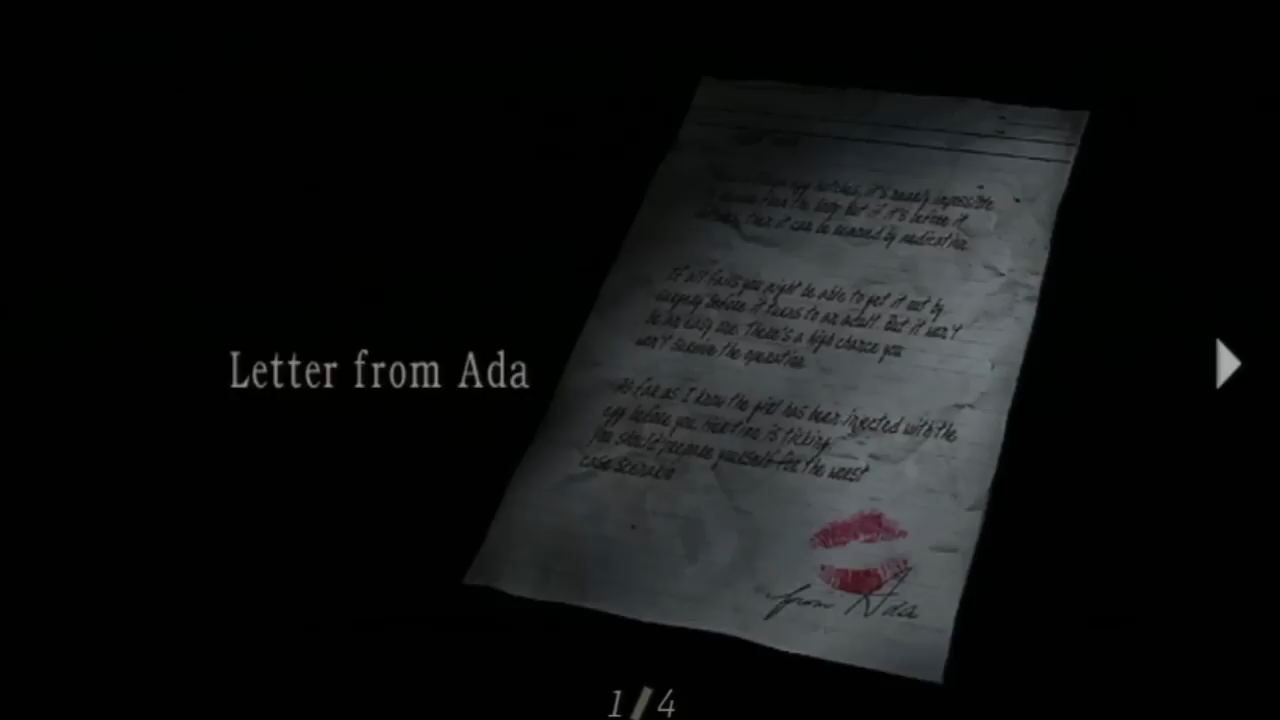 Letter from Ada
egg hatches, it's nearly impossible
from the body but if it's before it
hatches, then it can be removed by medication.
If all fails you might be able to get it out by
surgery before it turns to an adult. But it won't
be an easy one. There's a high chance you
won't survive the operation.
As far as I know the girl has been injected with the
egg before you. Her time is ticking.
You should prepare yourself for the worst
case scenario
from Ada
1/4